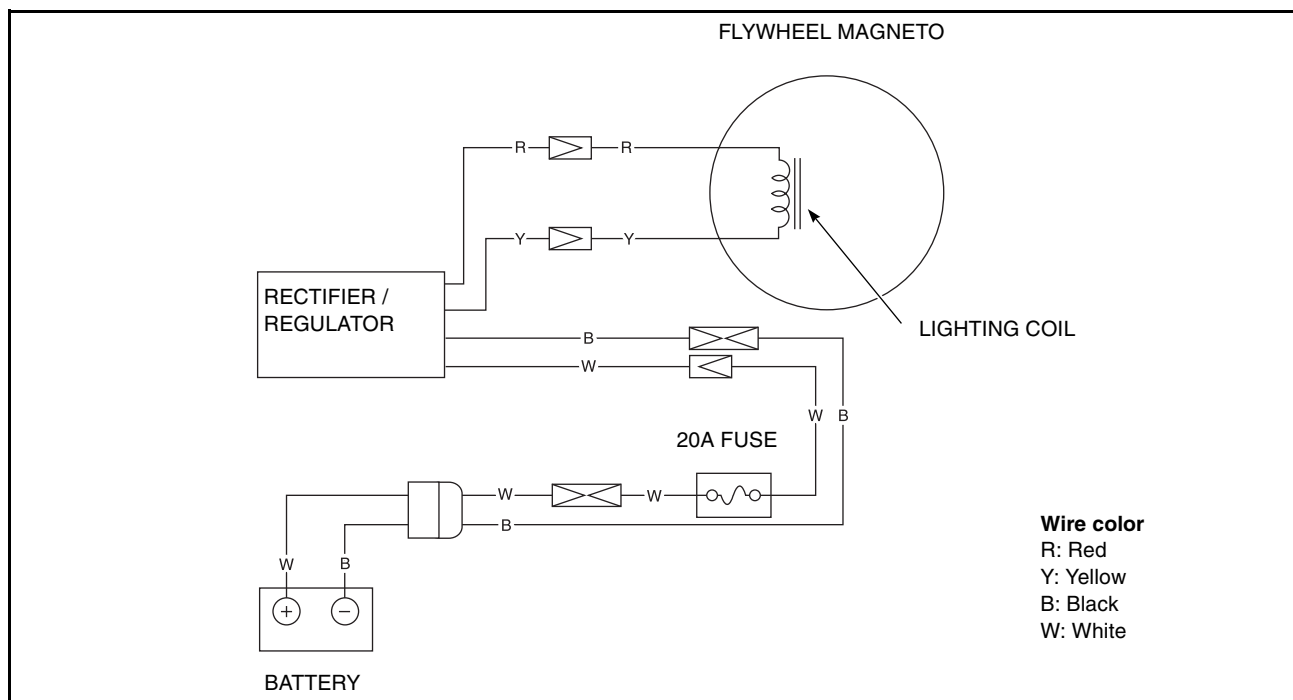 FLYWHEEL MAGNETO
R
R
Y
Y
RECTIFIER /
REGULATOR
LIGHTING COIL
B
W
W
B
20A FUSE
W
W
B
W
B
+
−
BATTERY
Wire color
R: Red
Y: Yellow
B: Black
W: White